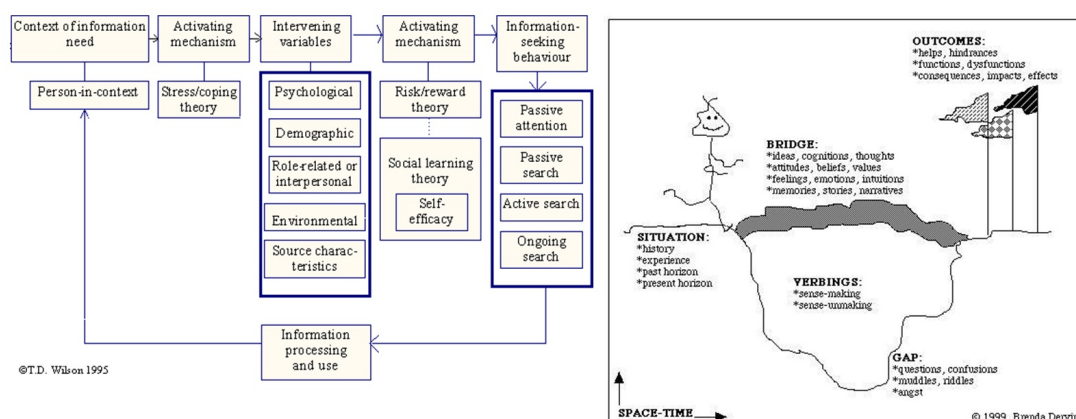 Context of information
need
Activating
mechanism
Intervening
variables
Activating
mechanism
Information-
seeking
behaviour
Person-in-context
Stress/coping
theory
Psychological
Demographic
Role-related or
interpersonal
Environmental
Source charac-
teristics
Risk/reward
theory
Social learning
theory
Self-
efficacy
Passive
attention
Passive
search
Active search
Ongoing
search
Information
processing
and use
©T.D. Wilson 1995
OUTCOMES:
*helps, hindrances
*functions, dysfunctions
*consequences, impacts, effects
BRIDGE:
*ideas, cognitions, thoughts
*attitudes, beliefs, values
*feelings, emotions, intuitions
*memories, stories, narratives
SITUATION:
*history
*experience
*past horizon
*present horizon
VERBINGS:
*sense-making
*sense-unmaking
GAP:
*questions, confusions
*muddles, riddles
*angst
SPACE-TIME
© 1999 Brenda Dervin